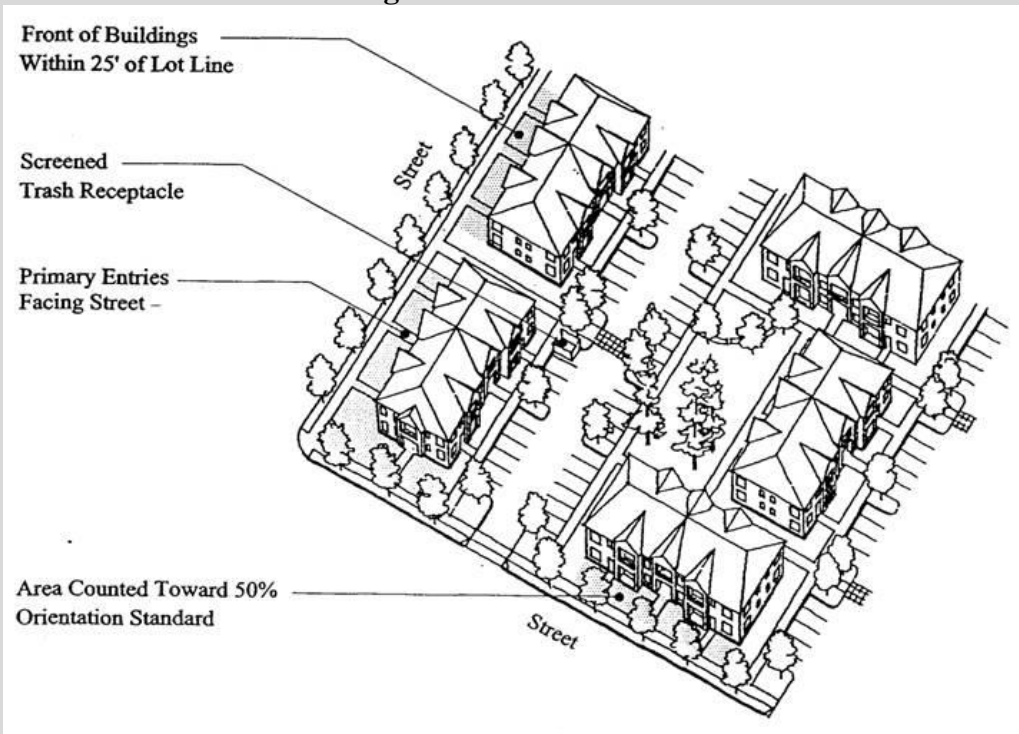 Front of Buildings
Within 25' of Lot Line
Street
Screened
Trash Receptacle
Primary Entries
Facing Street –
Area Counted Toward 50%
Orientation Standard
Street